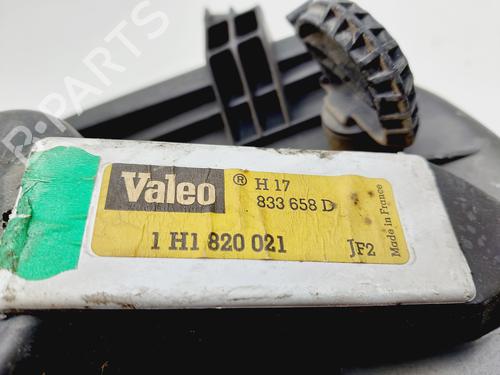 B-PARTS
Valeo ® H 17
833 658 D
1 H1 820 021 JF2
Made in France